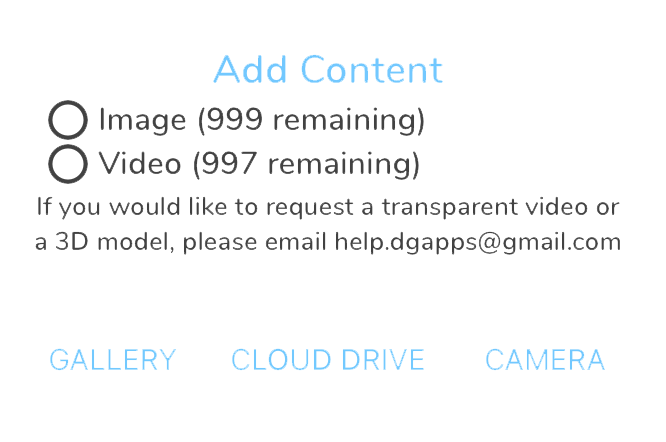 Add Content
Image (999 remaining)
Video (997 remaining)
If you would like to request a transparent video or
a 3D model, please email help.dgapps@gmail.com
GALLERY CLOUD DRIVE CAMERA